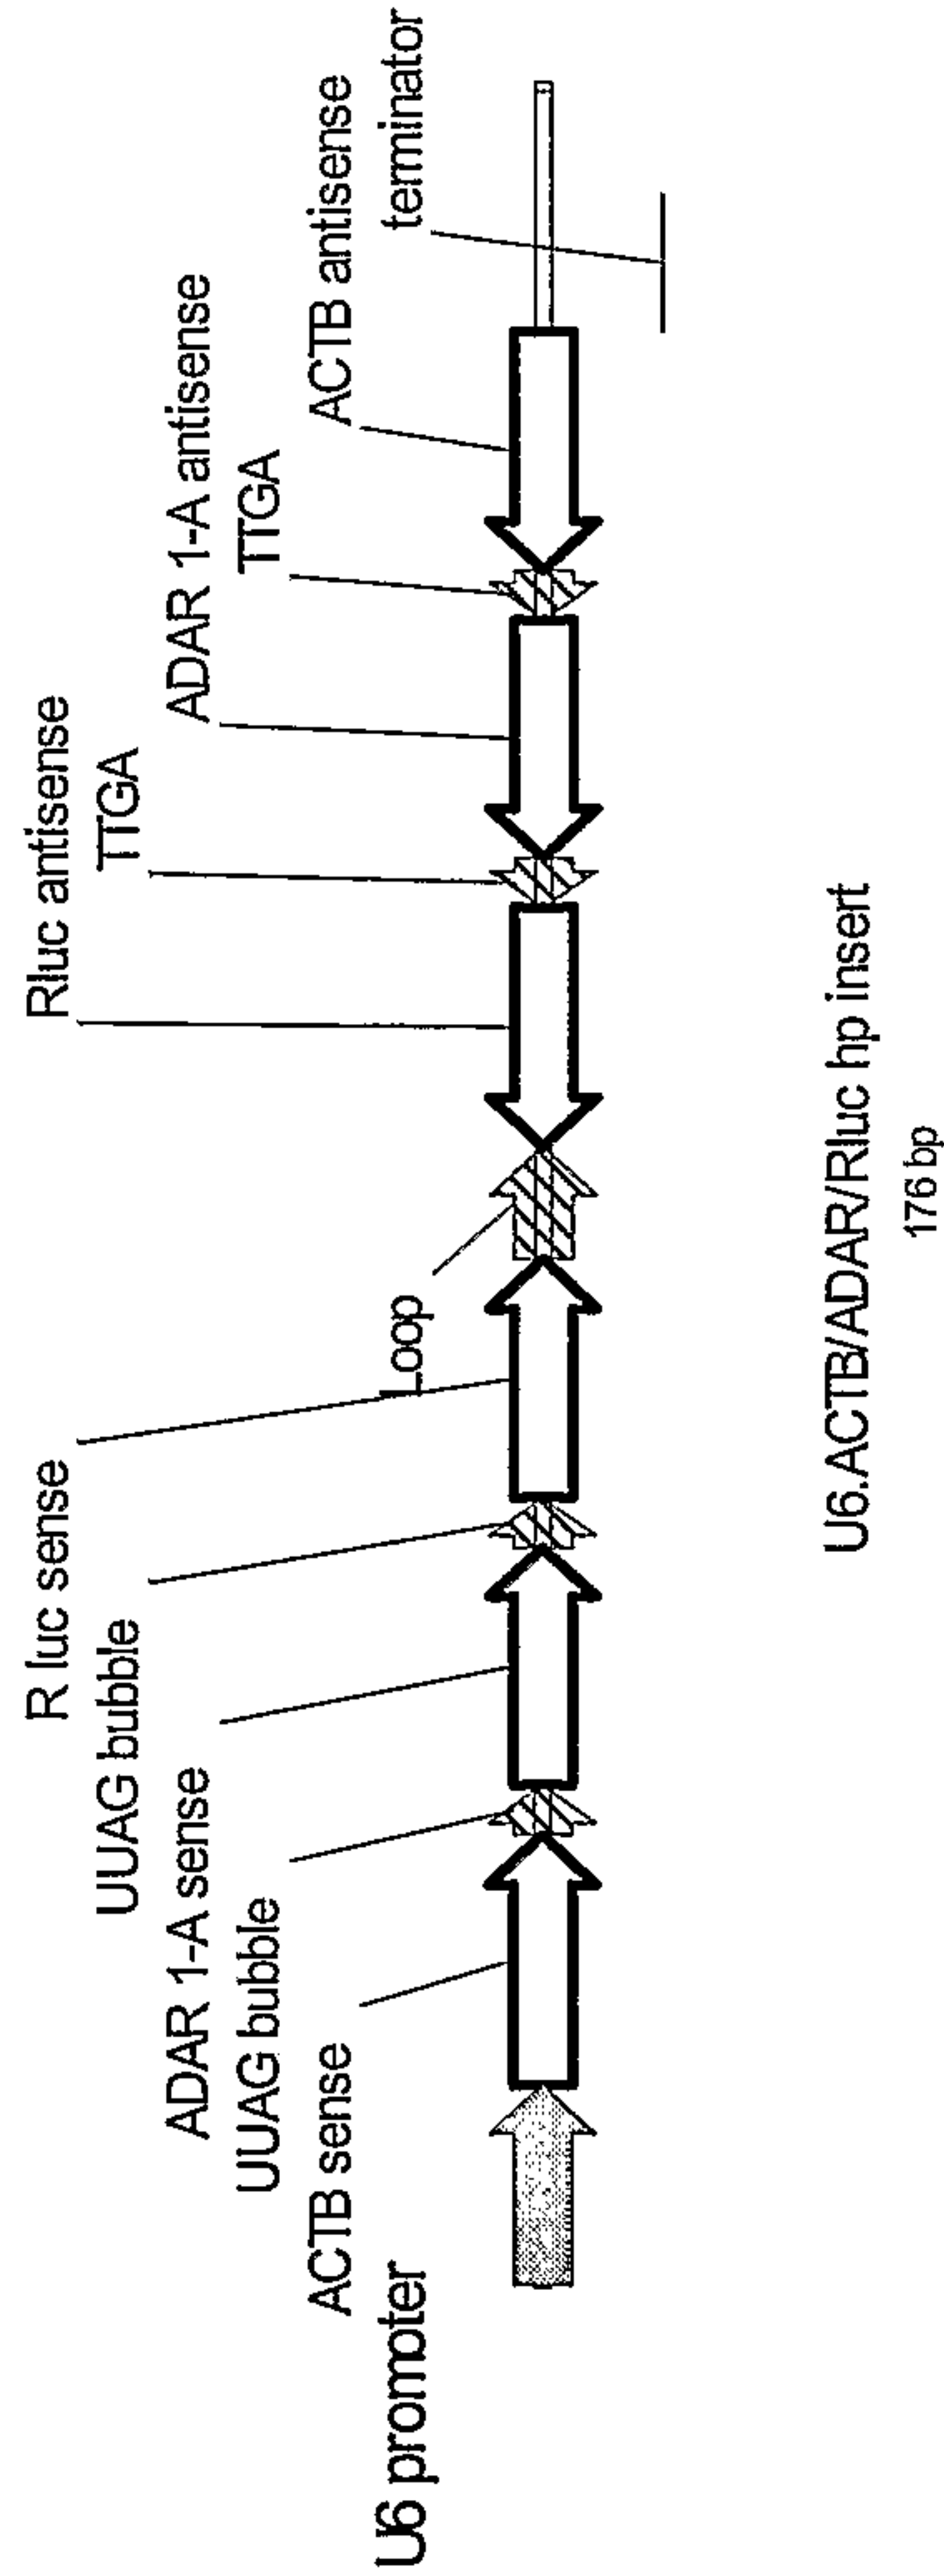 R luc sense
Rluc antisense
UUAG bubble
TTGA
ADAR 1-A sense
ADAR 1-A antisense
UUAG bubble
TTGA
ACTB sense
ACTB antisense
U6 promoter
Loop
terminator
U6.ACTB/ADAR/Rluc hp insert
176 bp